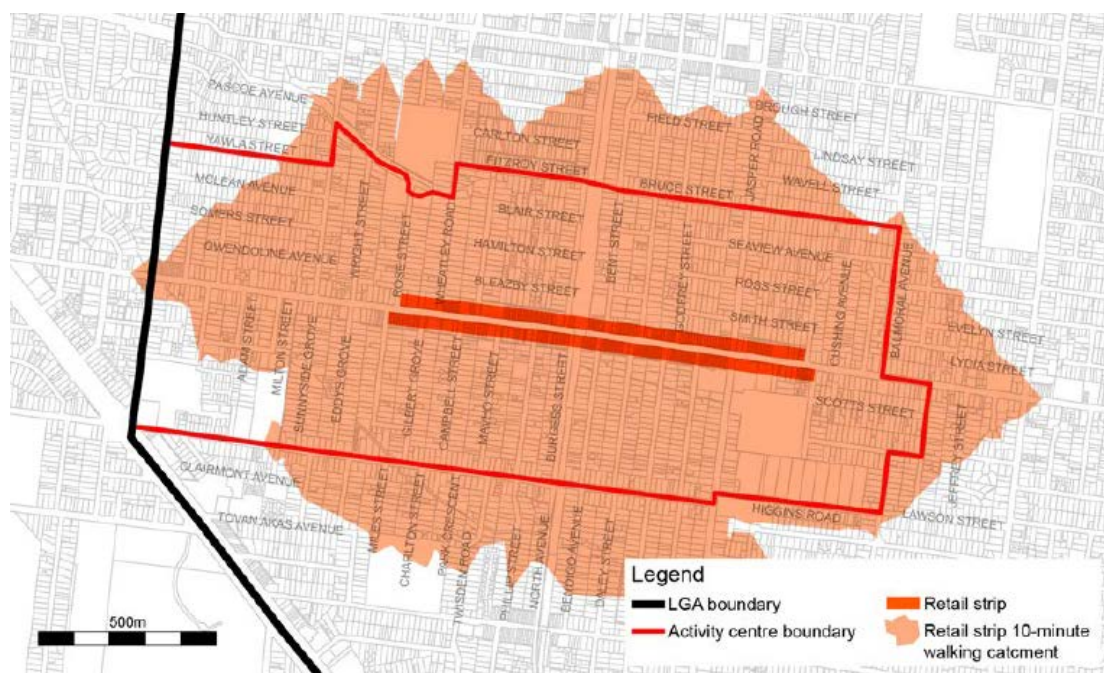 PASCOE AVENUE
HUNTLEY STREET
YAWLA STREET
MCLEAN AVENUE
SOMERS STREET
GWENDOLINE AVENUE
WRIGHT STREET
ROSE STREET
WHEATLEY ROAD
CARLTON STREET
FITZROY STREET
BLAIR STREET
HAMILTON STREET
BLEAZBY STREET
BENT STREET
GODFREY STREET
FIELD STREET
BRUCE STREET
JASPER ROAD
BROUGH STREET
LINDSAY STREET
WAVELL STREET
SEAVIEW AVENUE
ROSS STREET
SMITH STREET
CUSHING AVENUE
BALMORAL AVENUE
EVELYN STREET
LYDIA STREET
ADAM STREET
MILTON STREET
SUNNYSIDE GROVE
EDDYS GROVE
GILBERT GROVE
CAMPBELL STREET
MAVHO STREET
BURGESS STREET
SCOTTS STREET
JEFFREY STREET
CLAIRMONT AVENUE
TOVAN AKAS AVENUE
MILES STREET
CHARLTON STREET
PARK CRESCENT
TWISDEN ROAD
PHILLIP STREET
NORTH AVENUE
BENDIGO AVENUE
DALEY STREET
HIGGINS ROAD
LAWSON STREET
500m
Legend
LGA boundary
Activity centre boundary
Retail strip
Retail strip 10-minute
walking catcment